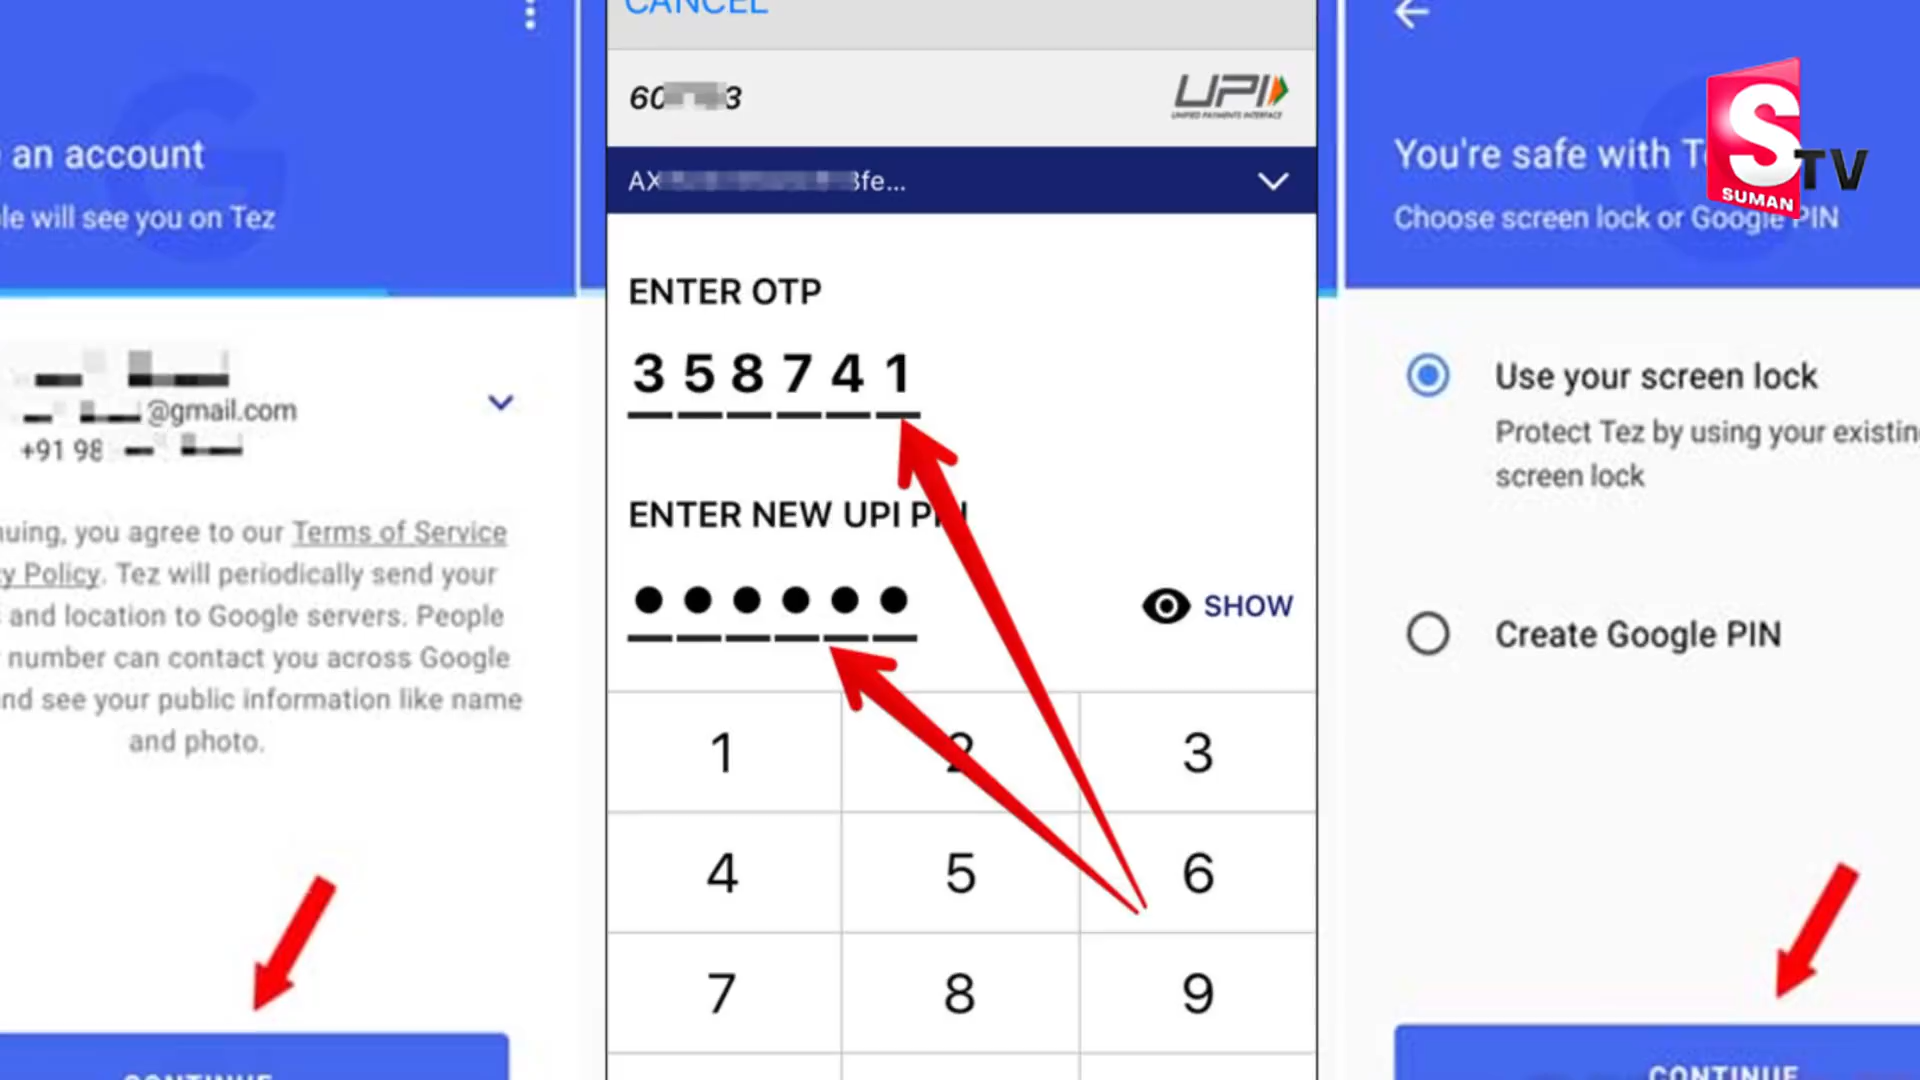 an account
le will see you on Tez
@gmail.com
+91 98
uing, you agree to our Terms of Service
y Policy. Tez will periodically send your
and location to Google servers. People
number can contact you across Google
nd see your public information like name
and photo.
CONTINUE
CANCEL
60 3
UPI
UNIFIED PAYMENTS INTERFACE
AX 3fe...
ENTER OTP
3 5 8 7 4 1
ENTER NEW UPI P N
SHOW
1 2 3
4 5 6
7 8 9
You're safe with T
Choose screen lock or Google PIN
Use your screen lock
Protect Tez by using your existin
screen lock
Create Google PIN
CONTINUE
S TV
SUMAN